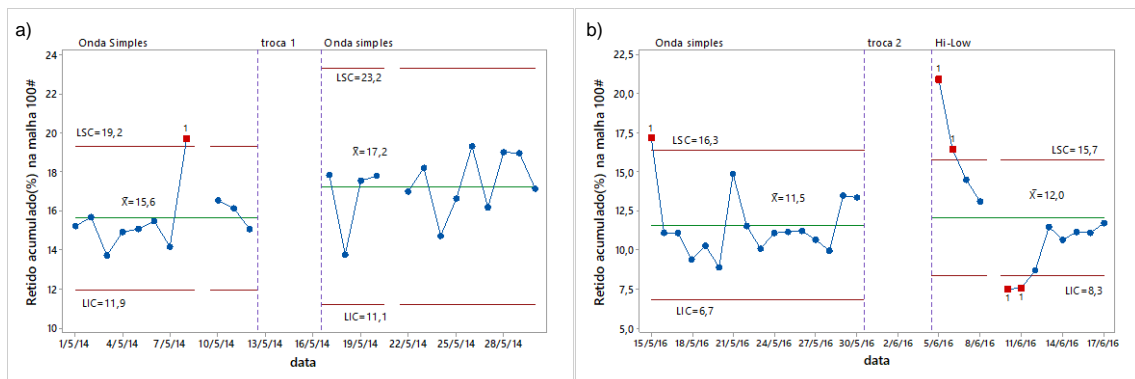 a)
Onda Simples troca 1 Onda simples
Retido acumulado(%) na malha 100#
24
22
20
18
16
14
12
10
LSC=23,2
LSC=19,2
1
X̄=17,2
X̄=15,6
LIC=11,9
LIC=11,1
1/5/14 4/5/14 7/5/14 10/5/14 13/5/14 16/5/14 19/5/14 22/5/14 25/5/14 28/5/14
data
b)
Onda simples troca 2 Hi-Low
Retido acumulado(%) na malha 100#
22,5
20,0
17,5
15,0
12,5
10,0
7,5
5,0
1
1
LSC=16,3
1
LSC=15,7
X̄=11,5
X̄=12,0
LIC=6,7
LIC=8,3
1 1
15/5/16 18/5/16 21/5/16 24/5/16 27/5/16 30/5/16 2/6/16 5/6/16 8/6/16 11/6/16 14/6/16 17/6/16
data